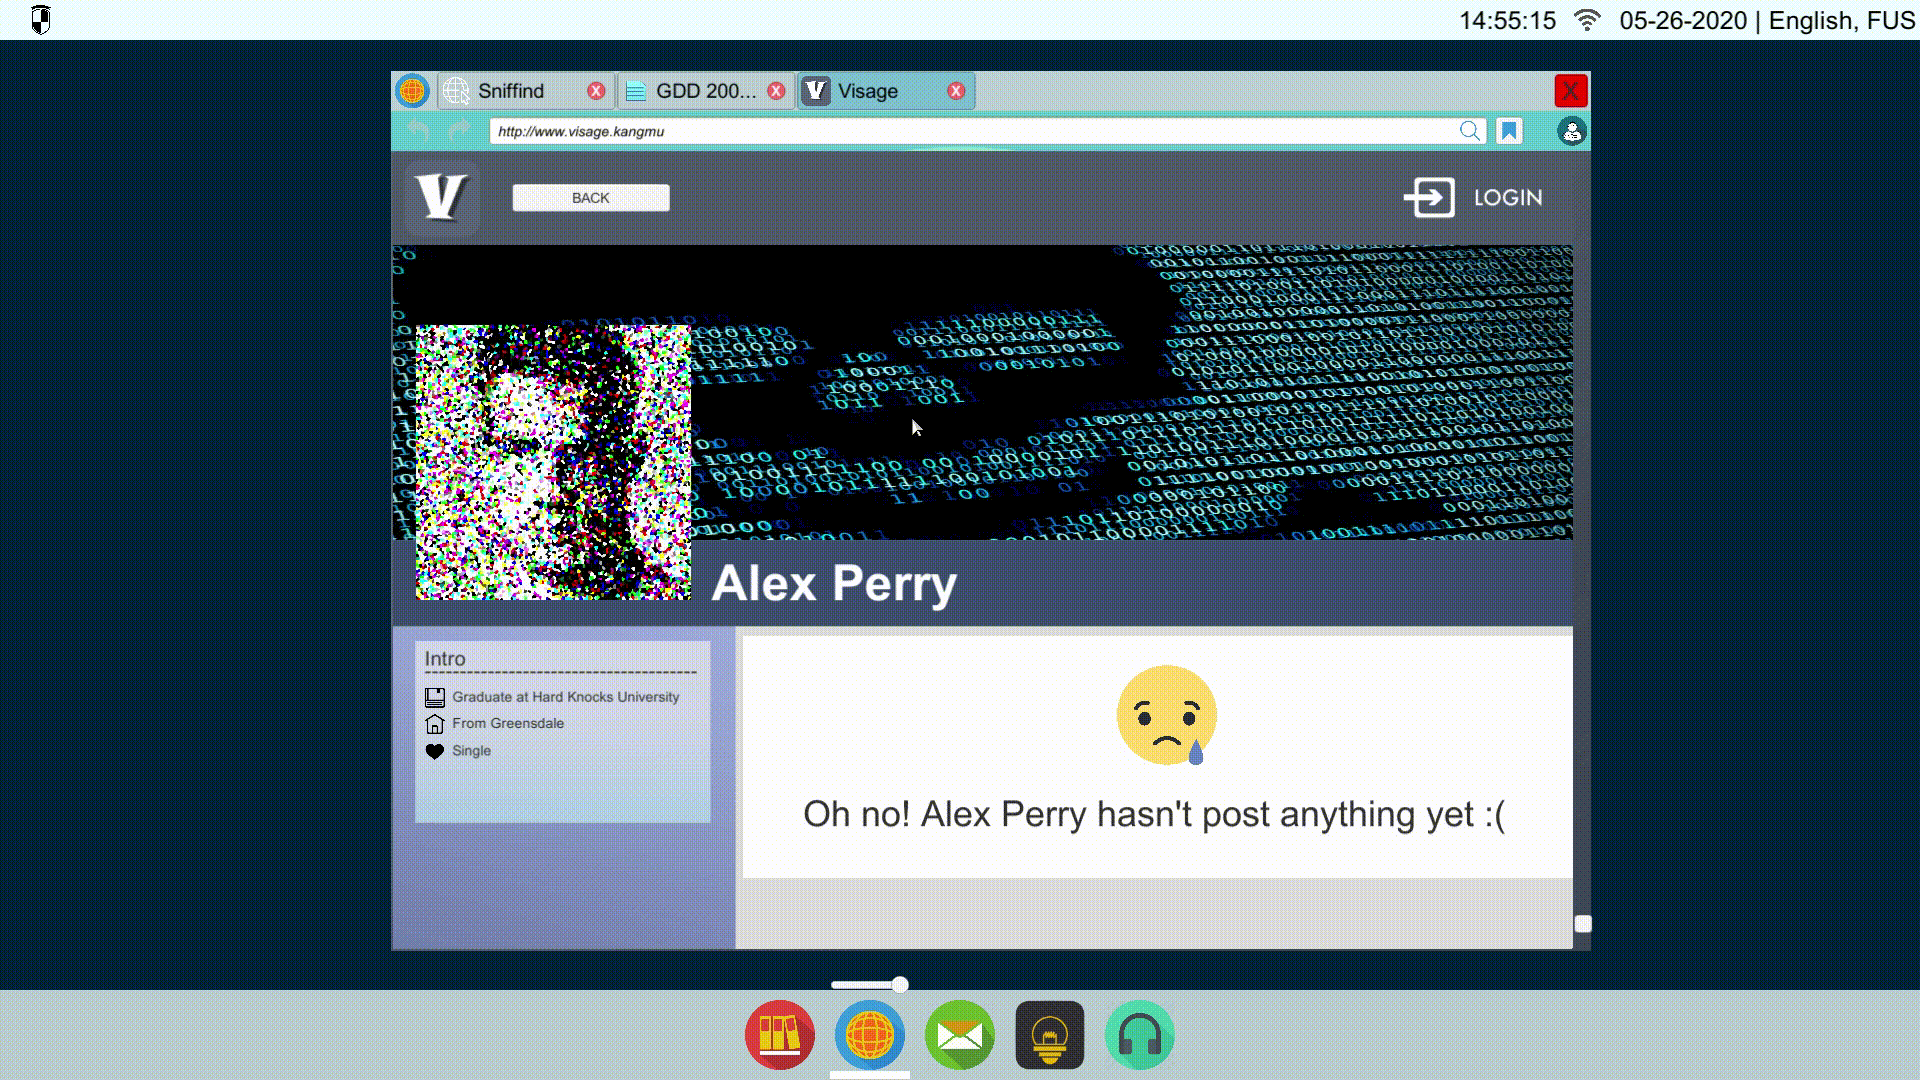 14:55:15 05-26-2020 | English, FUS
Sniffind GDD 200... V Visage
http://www.visage.kangmu
V BACK LOGIN
Alex Perry
Intro
Graduate at Hard Knocks University
From Greensdale
Single
Oh no! Alex Perry hasn't post anything yet :(